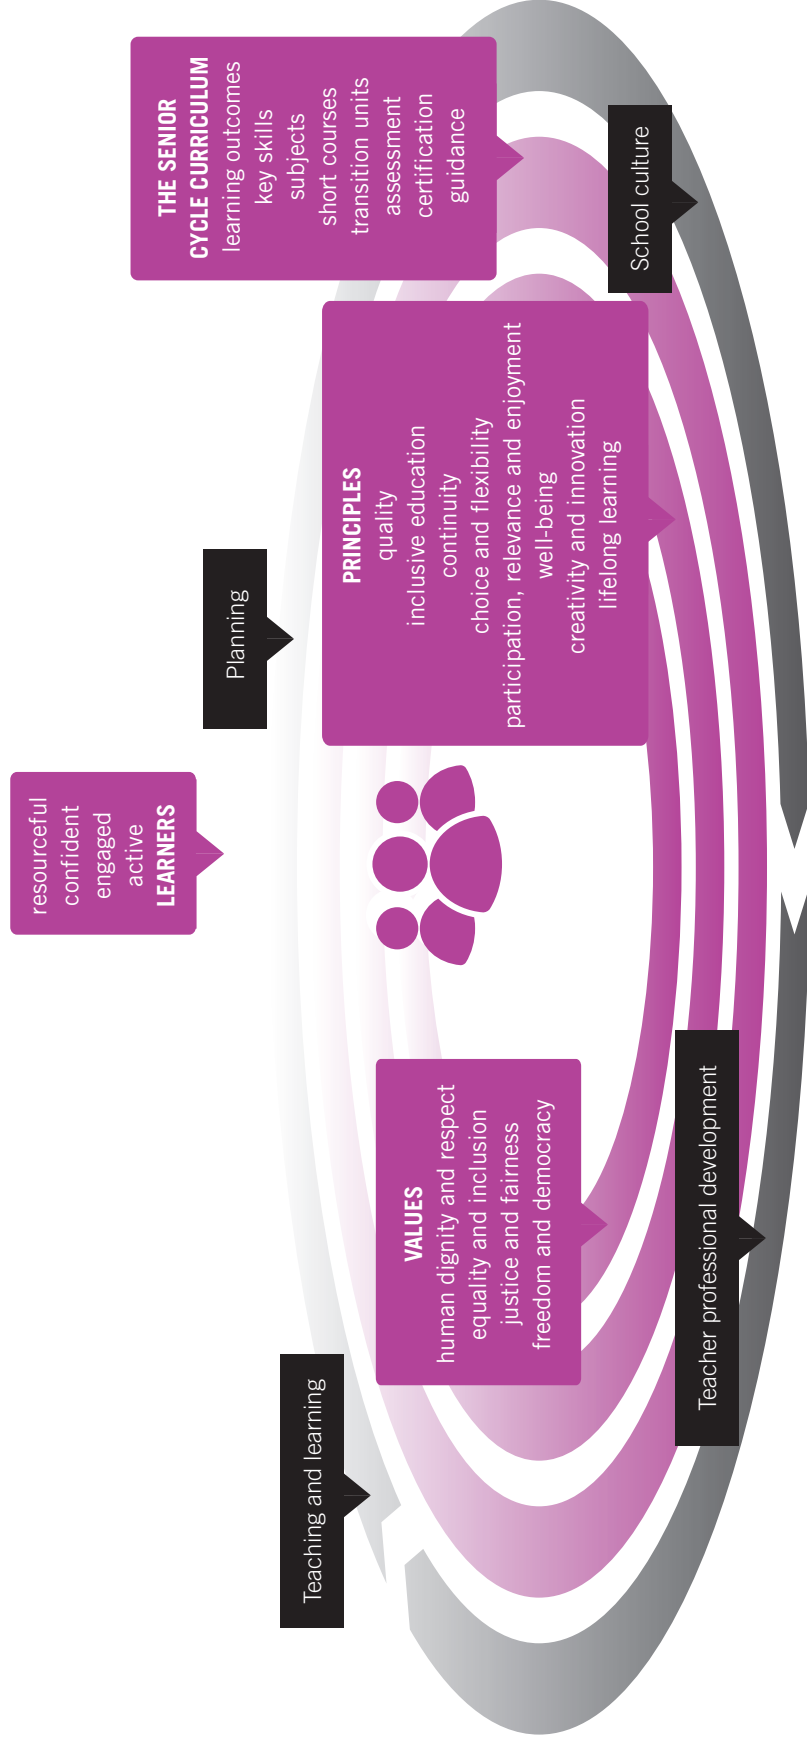 resourceful
confident
engaged
active
LEARNERS
Planning
Teaching and learning
VALUES
human dignity and respect
equality and inclusion
justice and fairness
freedom and democracy
PRINCIPLES
quality
inclusive education
continuity
choice and flexibility
participation, relevance and enjoyment
well-being
creativity and innovation
lifelong learning
THE SENIOR
CYCLE CURRICULUM
learning outcomes
key skills
subjects
short courses
transition units
assessment
certification
guidance
Teacher professional development
School culture